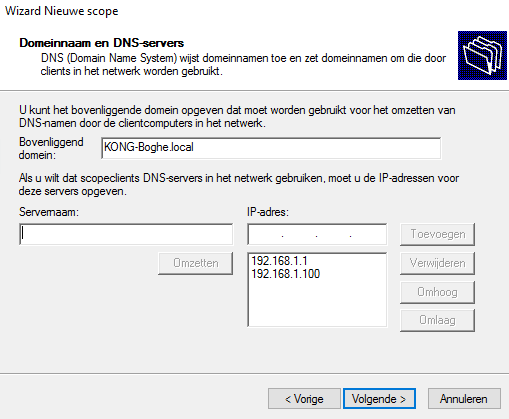 Wizard Nieuwe scope
Domeinnaam en DNS-servers
DNS (Domain Name System) wijst domeinnamen toe en zet domeinnamen om die door
clients in het netwerk worden gebruikt.
U kunt het bovenliggende domein opgeven dat moet worden gebruikt voor het omzetten van
DNS-namen door de clientcomputers in het netwerk.
Bovenliggend
domein:
KONG-Boghe.local
Als u wilt dat scopeclients DNS-servers in het netwerk gebruiken, moet u de IP-adressen voor
deze servers opgeven.
Servernaam:
IP-adres:
. . .
Toevoegen
Omzetten
192.168.1.1
192.168.1.100
Verwijderen
Omhoog
Omlaag
< Vorige
Volgende >
Annuleren